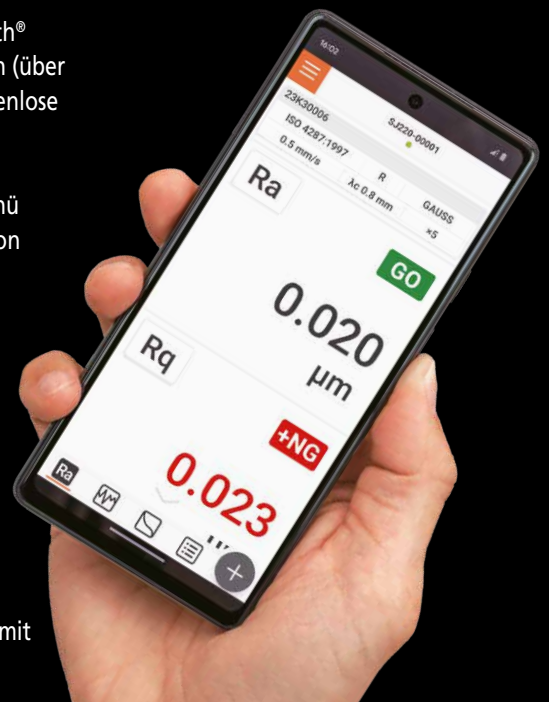 th®
n (über
enlose
nü
on
16:02
SJ220-00001
23K30006
ISO 4287:1997 R GAUSS
0.5 mm/s λc 0.8 mm ×5
Ra
GO
0.020
µm
Rq
+NG
0.023
Ra
mit